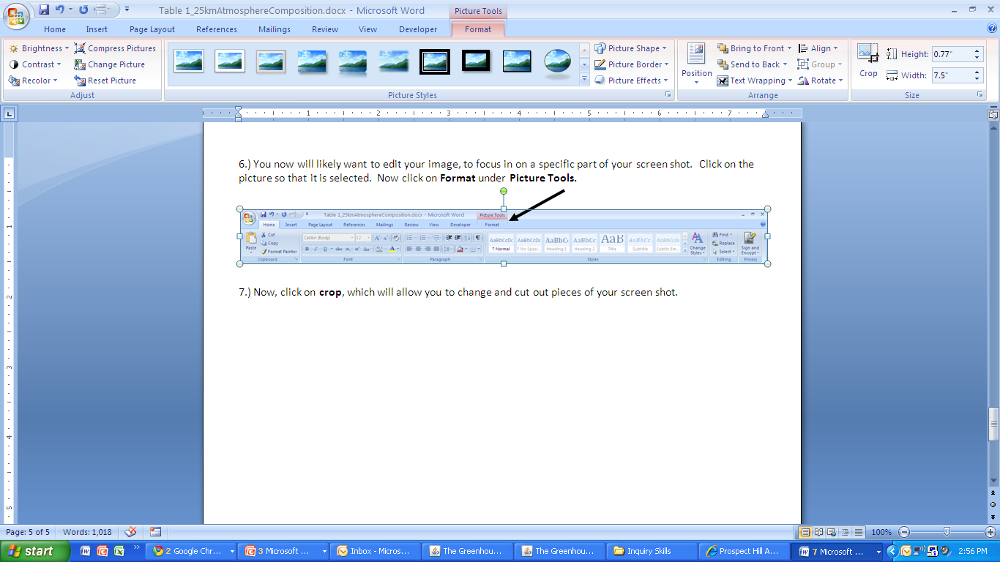 Table 1_25kmAtmosphereComposition.docx - Microsoft Word
Picture Tools
Home Insert Page Layout References Mailings Review View Developer Format
Brightness Compress Pictures
Contrast Change Picture
Recolor Reset Picture
Adjust
Picture Styles
Picture Shape
Picture Border
Picture Effects
Position
Bring to Front
Send to Back
Text Wrapping
Align
Group
Rotate
Arrange
Crop
Height: 0.77"
Width: 7.5"
Size
1 2 3 4 5 6 7
6.) You now will likely want to edit your image, to focus in on a specific part of your screen shot. Click on the
picture so that it is selected. Now click on Format under Picture Tools.
Table 1_25kmAtmosphereComposition.docx - Microsoft Word
Picture Tools
Home Insert Page Layout References Mailings Review View Developer Format
Paste
Cut
Copy
Format Painter
Clipboard
Calibri (Body) 12
Font
Paragraph
AaBbCcDc AaBbCcDc AaBbC AaBbCc AaB AaBbCc. AaBbCcDc
¶ Normal ¶ No Spaci... Heading 1 Heading 2 Title Subtitle Subtle Em...
Change
Styles
Styles
Find
Replace
Select
Editing
Sign and
Encrypt
Privacy
7.) Now, click on crop, which will allow you to change and cut out pieces of your screen shot.
1
2
3
4
5
Page: 5 of 5 Words: 1,018
100%
start
2 Google Chr...
3 Microsoft ...
Inbox - Micros...
The Greenhou...
The Greenhou...
Inquiry Skills
Prospect Hill A...
7 Microsoft ...
2:56 PM